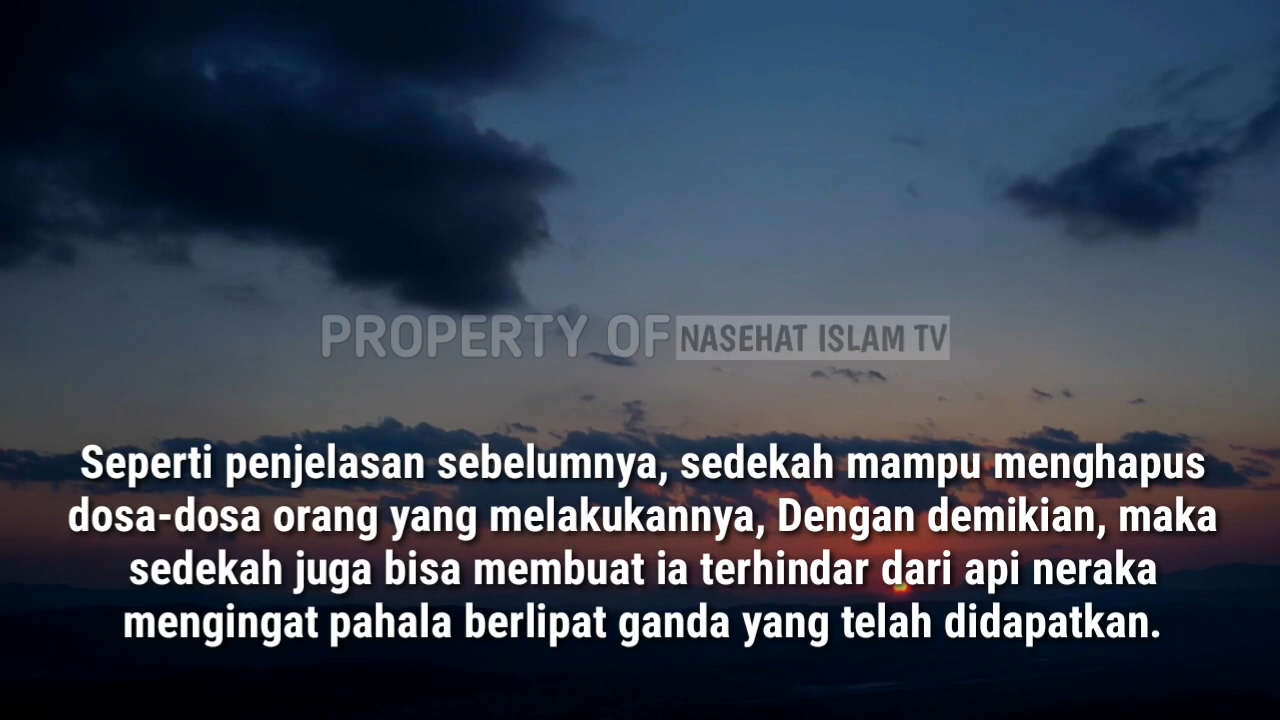 PROPERTY OF NASEHAT ISLAM TV
Seperti penjelasan sebelumnya, sedekah mampu menghapus
dosa-dosa orang yang melakukannya, Dengan demikian, maka
sedekah juga bisa membuat ia terhindar dari api neraka
mengingat pahala berlipat ganda yang telah didapatkan.